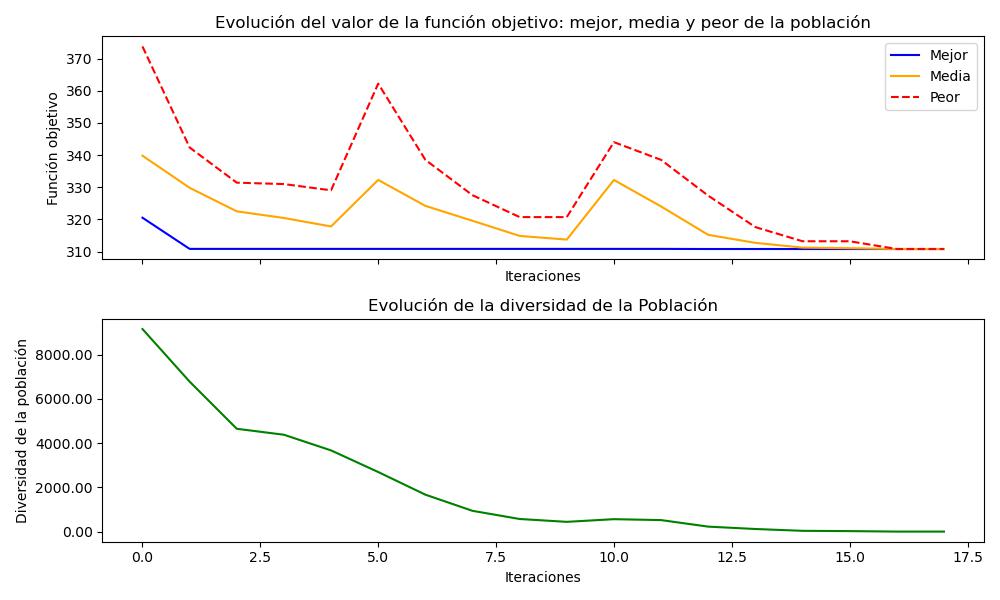 Evolución del valor de la función objetivo: mejor, media y peor de la población
Función objetivo
370
360
350
340
330
320
310
Mejor
Media
Peor
Iteraciones
Evolución de la diversidad de la Población
Diversidad de la población
8000.00
6000.00
4000.00
2000.00
0.00
0.0
2.5
5.0
7.5
10.0
12.5
15.0
17.5
Iteraciones